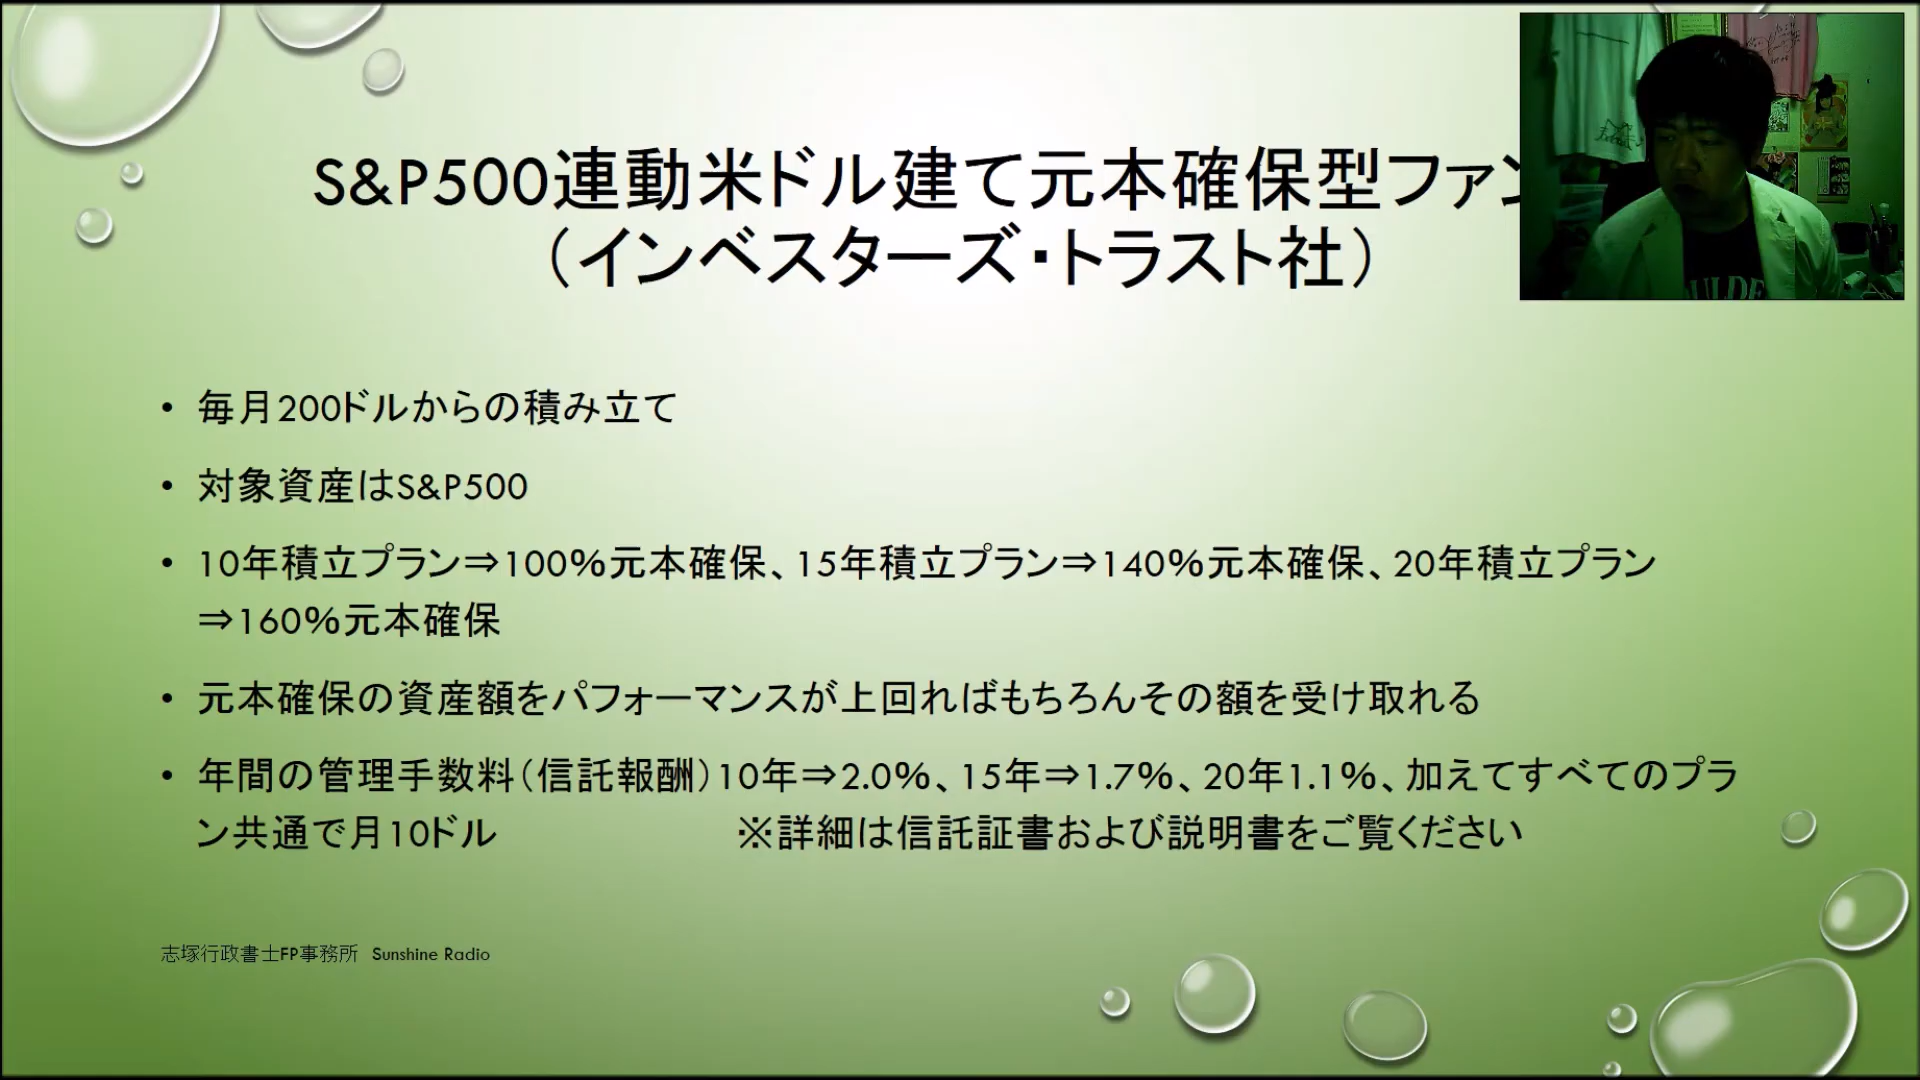 S&P500連動米ドル建て元本確保型ファン
（インベスターズ・トラスト社）
• 毎月200ドルからの積み立て
• 対象資産はS&P500
• 10年積立プラン⇒100%元本確保、15年積立プラン⇒140%元本確保、20年積立プラン
⇒160%元本確保
• 元本確保の資産額をパフォーマンスが上回ればもちろんその額を受け取れる
• 年間の管理手数料（信託報酬）10年⇒2.0%、15年⇒1.7%、20年1.1%、加えてすべてのプラ
ン共通で月10ドル ※詳細は信託証書および説明書をご覧ください
志塚行政書士FP事務所 Sunshine Radio